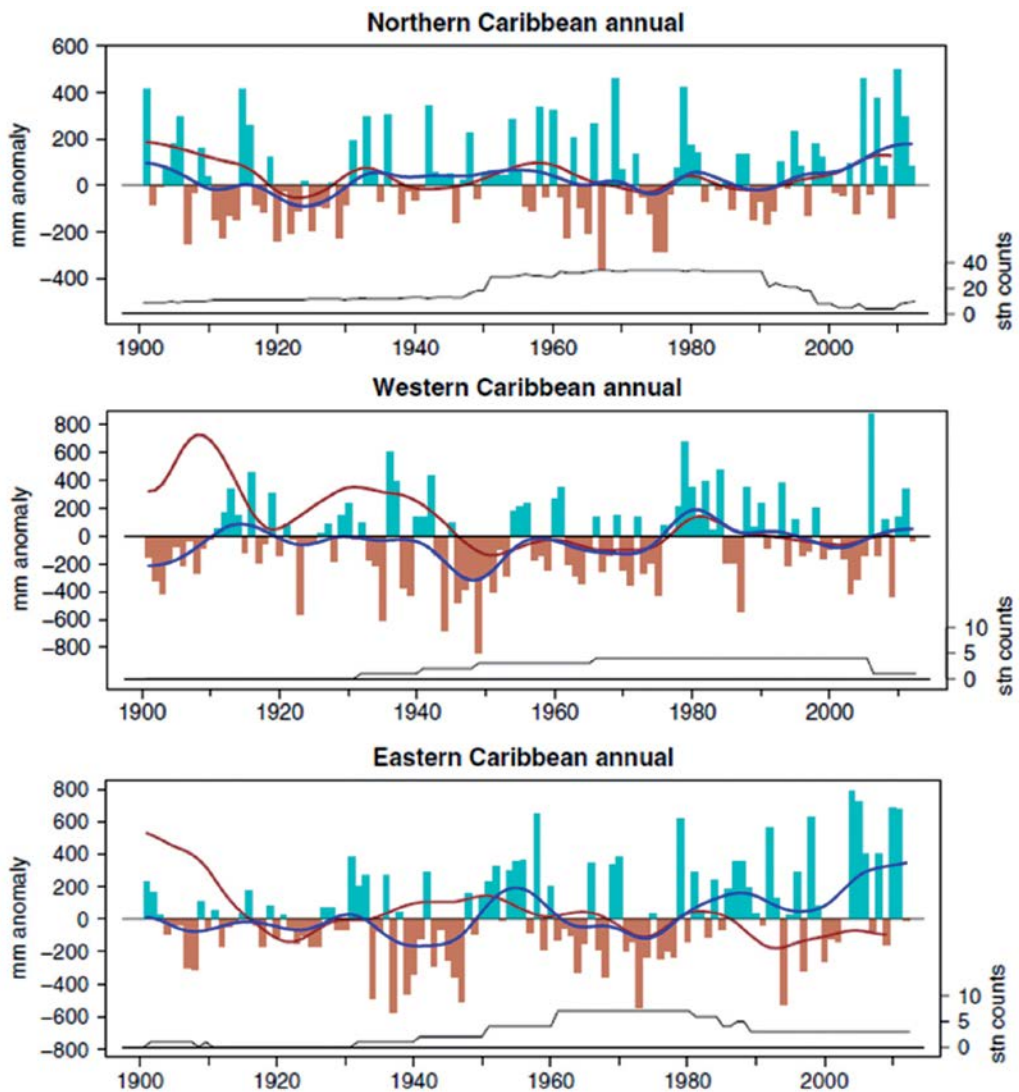 Northern Caribbean annual
600
400
200
0
−200
−400
mm anomaly
40
20
0
stn counts
1900 1920 1940 1960 1980 2000
Western Caribbean annual
800
600
400
200
0
−200
−400
−600
−800
mm anomaly
10
5
0
stn counts
1900 1920 1940 1960 1980 2000
Eastern Caribbean annual
800
600
400
200
0
−200
−400
−600
−800
mm anomaly
10
5
0
stn counts
1900 1920 1940 1960 1980 2000